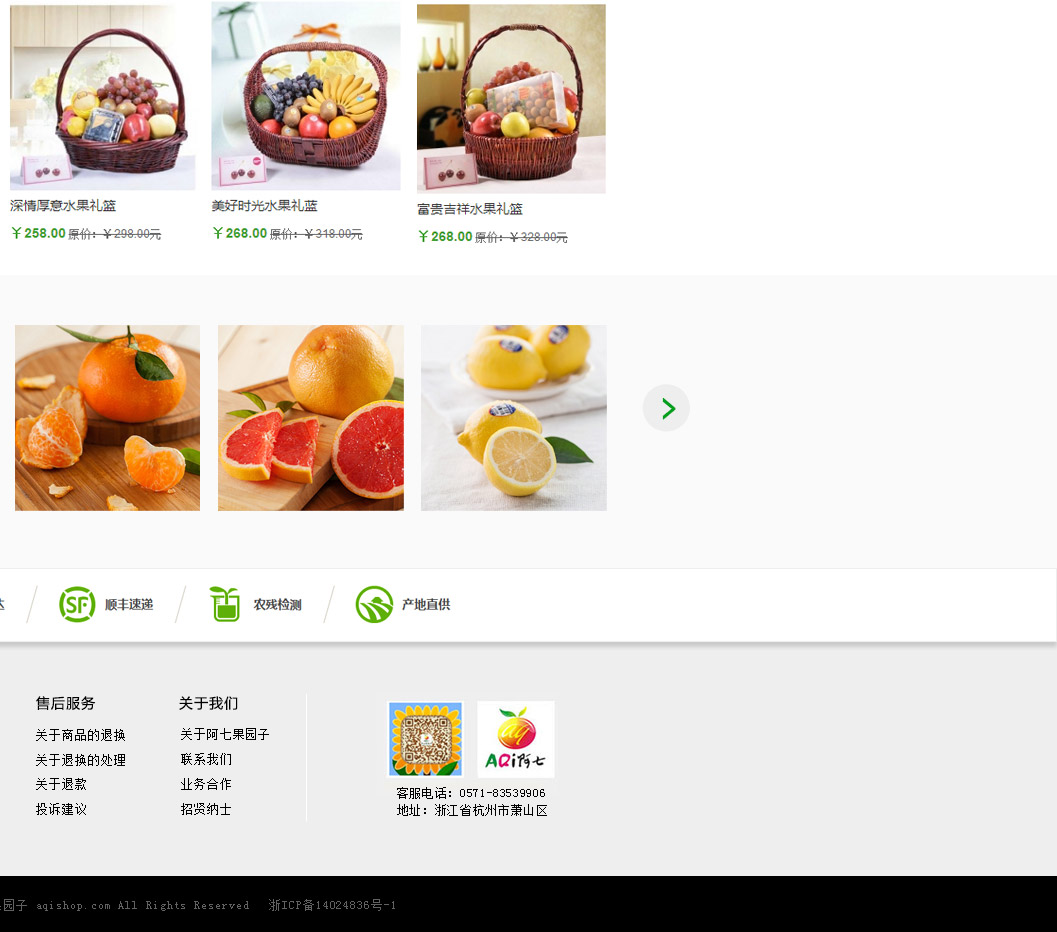 深情厚意水果礼篮
¥258.00 原价：¥298.00元
美好时光水果礼篮
¥268.00 原价：¥318.00元
富贵吉祥水果礼篮
¥268.00 原价：¥328.00元
达
SF 顺丰速递
农残检测
产地直供
售后服务
关于商品的退换
关于退换的处理
关于退款
投诉建议
关于我们
关于阿七果园子
联系我们
业务合作
招贤纳士
AQi阿七
客服电话：0571-83539906
地址：浙江省杭州市萧山区
园子 aqishop.com All Rights Reserved 浙ICP备14024836号-1